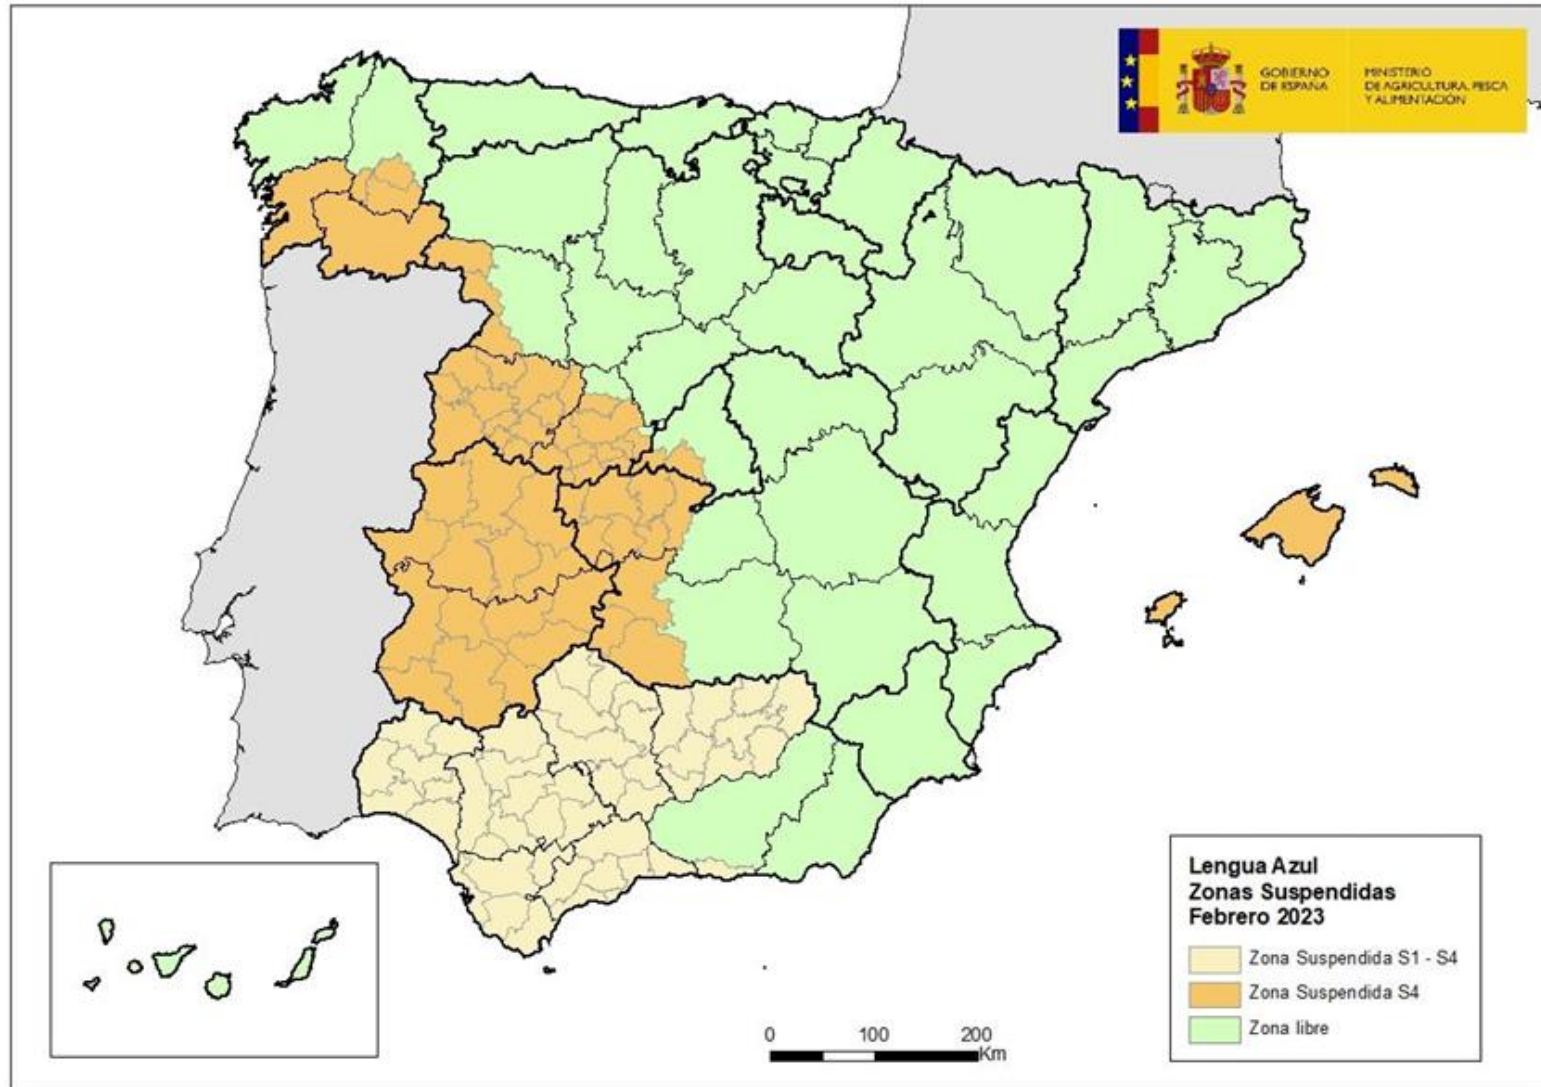 GOBIERNO
DE ESPAÑA
MINISTERIO
DE AGRICULTURA, PESCA
Y ALIMENTACIÓN
Lengua Azul
Zonas Suspendidas
Febrero 2023
Zona Suspendida S1 - S4
Zona Suspendida S4
Zona libre
0 100 200
Km